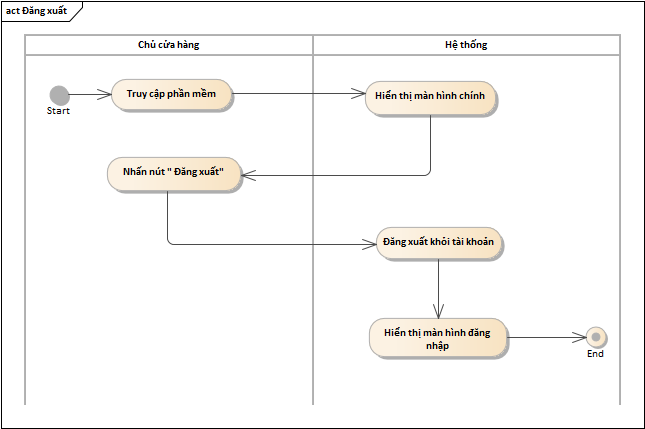 act Đăng xuất
Chủ cửa hàng
Hệ thống
Start
Truy cập phần mềm
Hiển thị màn hình chính
Nhấn nút " Đăng xuất"
Đăng xuất khỏi tài khoản
Hiển thị màn hình đăng
nhập
End